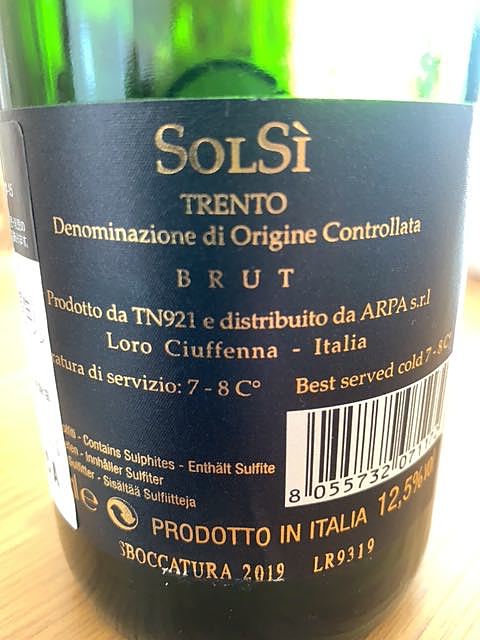 SOLSÌ
TRENTO
Denominazione di Origine Controllata
BRUT
Prodotto da TN921 e distribuito da ARPA s.r.l
Loro Ciuffenna - Italia
di servizio: 7 - 8 C° Best served cold 7 - 8 C°
- Contains Sulphites - Enthält Sulfite
- Innhåller Sulfiter
- Sisältää Sulfiitteja
8 055732
e
PRODOTTO IN ITALIA 12,5% vol
SBOCCATURA 2019 LR9319